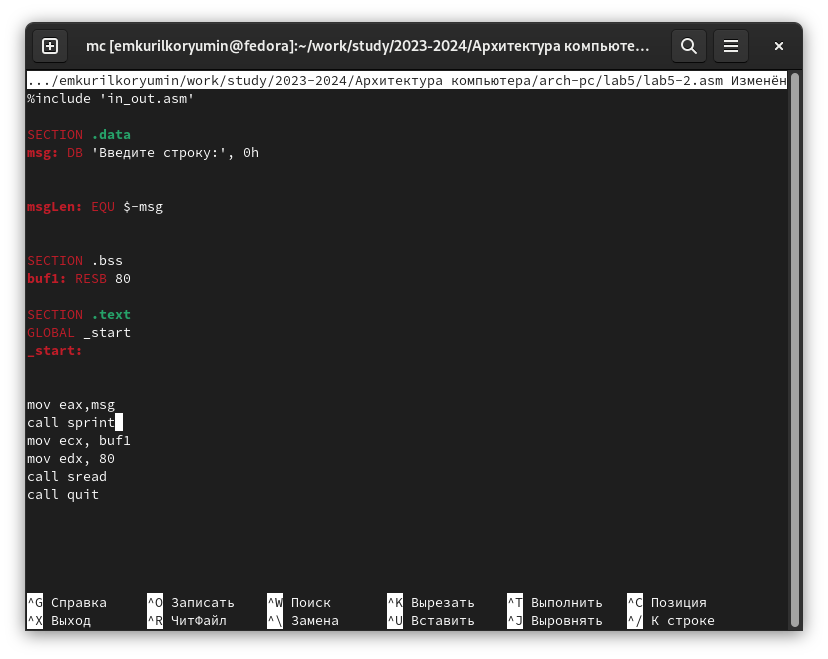 mc [emkurilkoryumin@fedora]:~/work/study/2023-2024/Архитектура компьюте...
.../emkurilkoryumin/work/study/2023-2024/Архитектура компьютера/arch-pc/lab5/lab5-2.asm Изменён
%include 'in_out.asm'
SECTION .data
msg: DB 'Введите строку:', 0h
msgLen: EQU $-msg
SECTION .bss
buf1: RESB 80
SECTION .text
GLOBAL _start
_start:
mov eax,msg
call sprint
mov ecx, buf1
mov edx, 80
call sread
call quit
^G Справка ^O Записать ^W Поиск ^K Вырезать ^T Выполнить ^C Позиция
^X Выход ^R ЧитФайл ^\ Замена ^U Вставить ^J Выровнять ^/ К строке